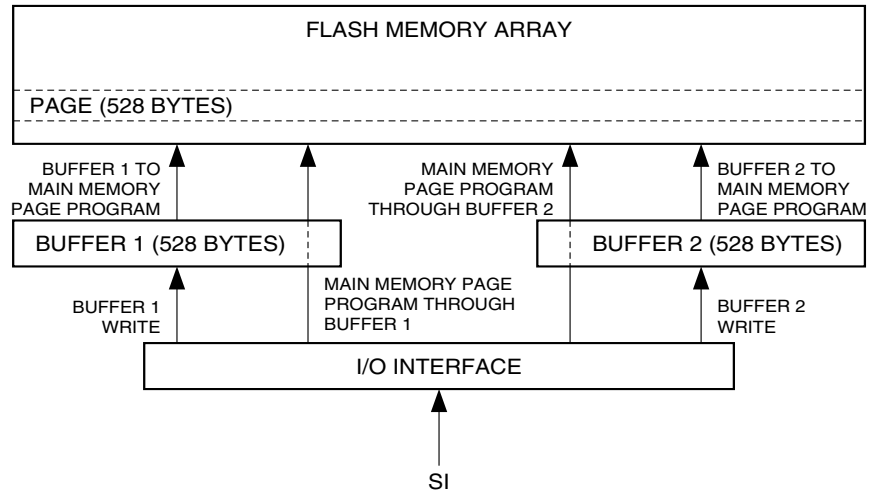 FLASH MEMORY ARRAY
PAGE (528 BYTES)
BUFFER 1 TO
MAIN MEMORY
PAGE PROGRAM
MAIN MEMORY
PAGE PROGRAM
THROUGH BUFFER 2
BUFFER 2 TO
MAIN MEMORY
PAGE PROGRAM
BUFFER 1 (528 BYTES)
BUFFER 2 (528 BYTES)
BUFFER 1
WRITE
MAIN MEMORY PAGE
PROGRAM THROUGH
BUFFER 1
BUFFER 2
WRITE
I/O INTERFACE
SI